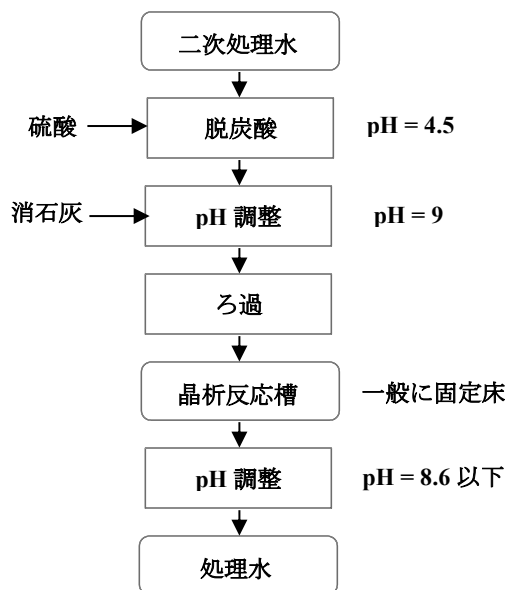 二次処理水
硫酸
脱炭酸
pH = 4.5
消石灰
pH 調整
pH = 9
ろ過
晶析反応槽
一般に固定床
pH 調整
pH = 8.6 以下
処理水